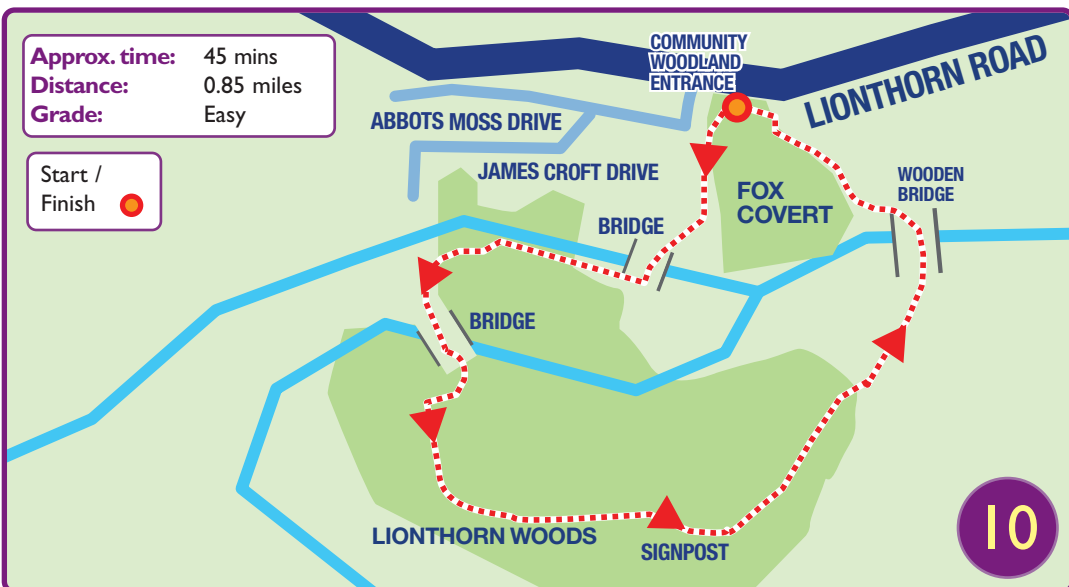 Approx. time: 45 mins
Distance: 0.85 miles
Grade: Easy
Start /
Finish
COMMUNITY
WOODLAND
ENTRANCE
LIONTHORN ROAD
ABBOTS MOSS DRIVE
JAMES CROFT DRIVE
FOX
COVERT
WOODEN
BRIDGE
BRIDGE
BRIDGE
LIONTHORN WOODS
SIGNPOST
10